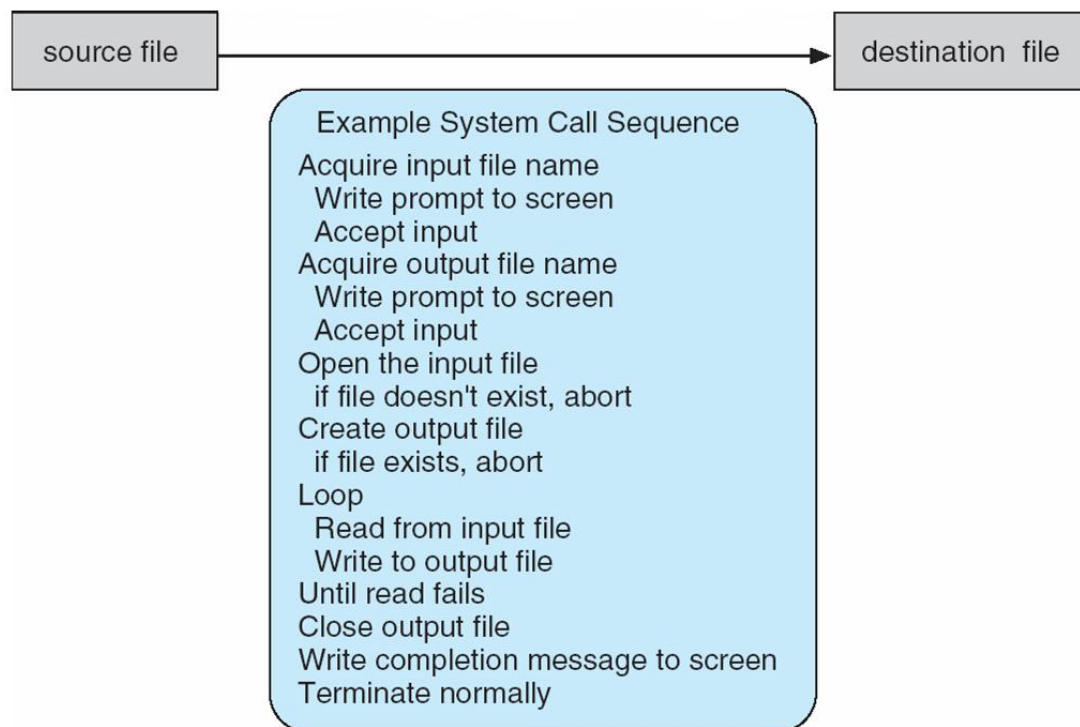 source file
destination file
Example System Call Sequence
Acquire input file name
Write prompt to screen
Accept input
Acquire output file name
Write prompt to screen
Accept input
Open the input file
if file doesn't exist, abort
Create output file
if file exists, abort
Loop
Read from input file
Write to output file
Until read fails
Close output file
Write completion message to screen
Terminate normally